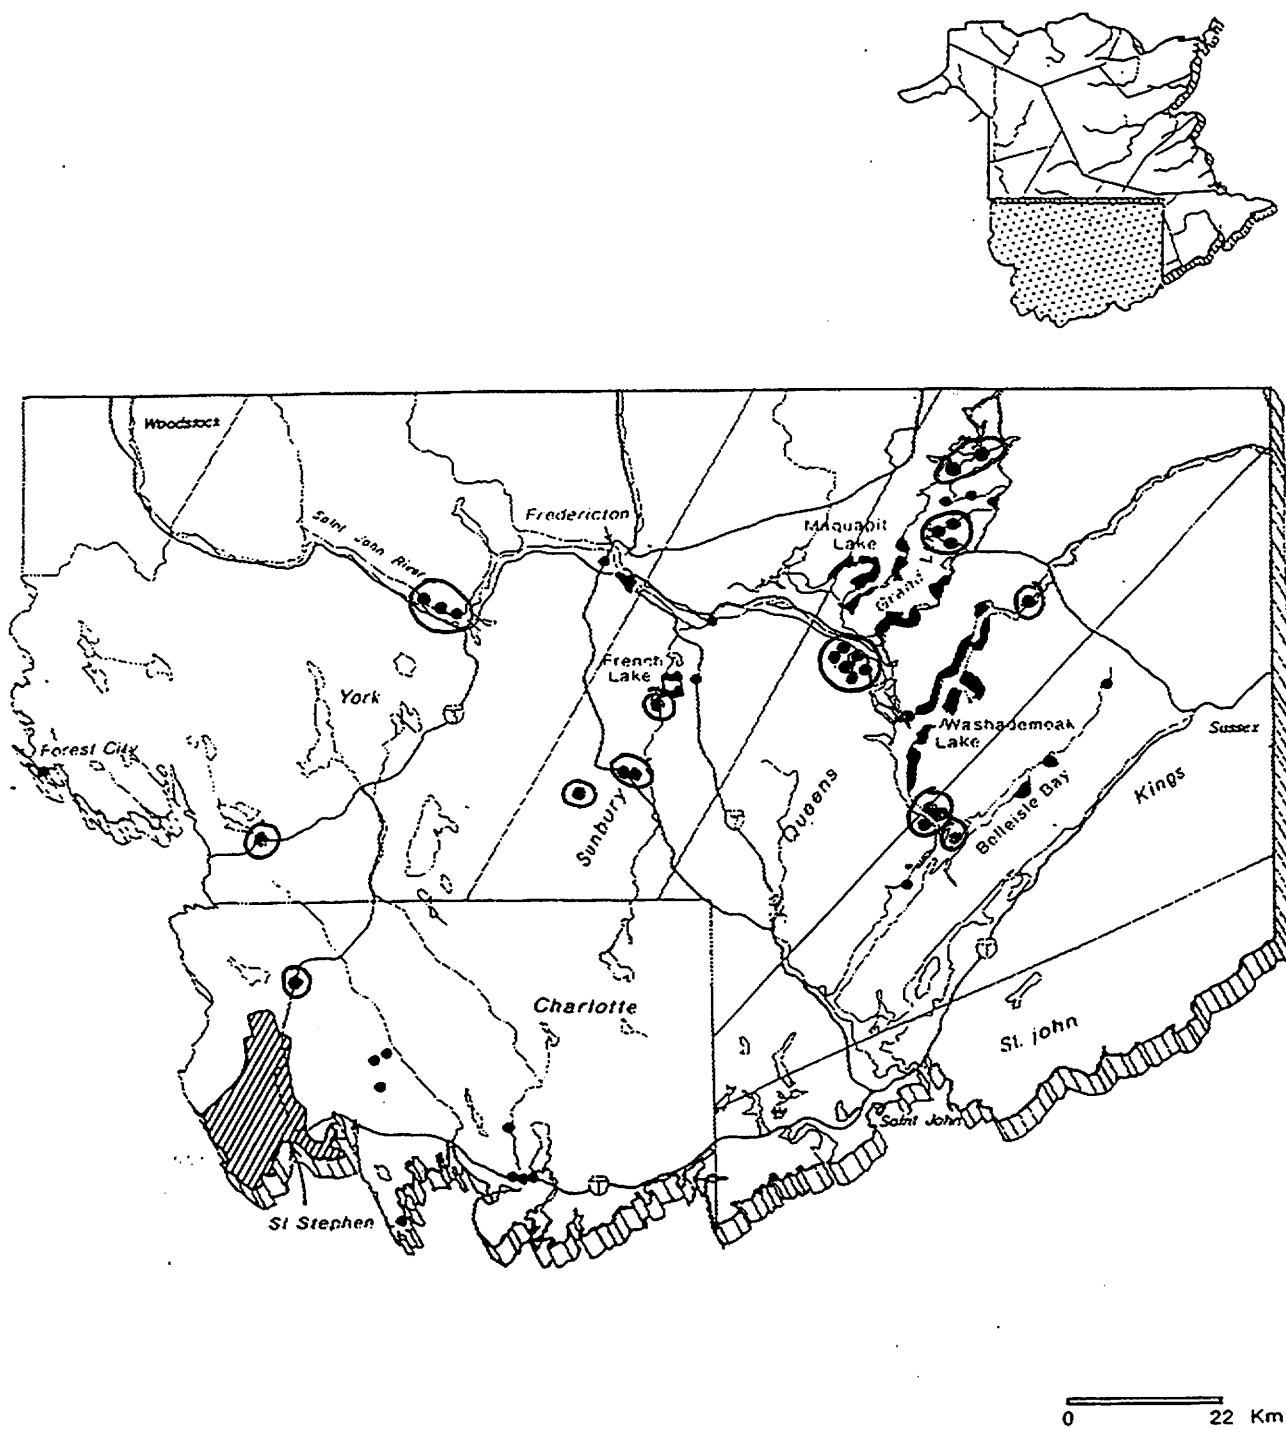 Woodstock
Saint John River
Fredericton
Maquapit
Lake
Grand L
French
Lake
York
Forest City
Washademoak
Lake
Sussex
Sunbury
Queens
Belleisle Bay
Kings
Charlotte
St. john
Saint John
St Stephen
0 22 Km